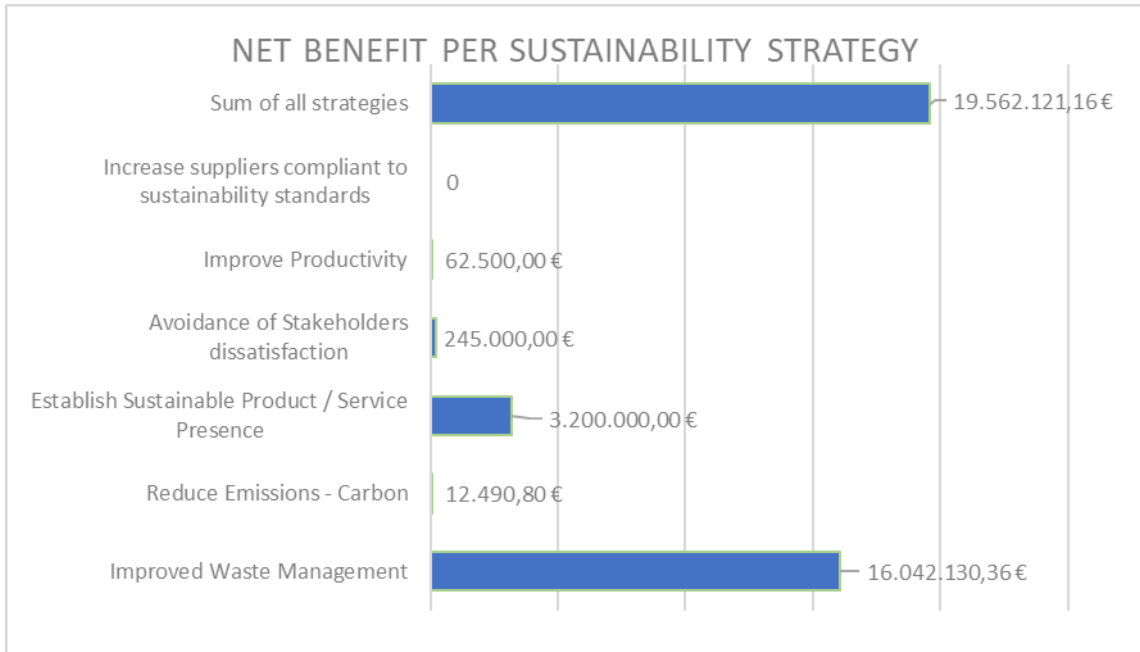 NET BENEFIT PER SUSTAINABILITY STRATEGY
Sum of all strategies
19.562.121,16 €
Increase suppliers compliant to
sustainability standards
0
Improve Productivity
62.500,00 €
Avoidance of Stakeholders
dissatisfaction
245.000,00 €
Establish Sustainable Product / Service
Presence
3.200.000,00 €
Reduce Emissions - Carbon
12.490,80 €
Improved Waste Management
16.042.130,36 €